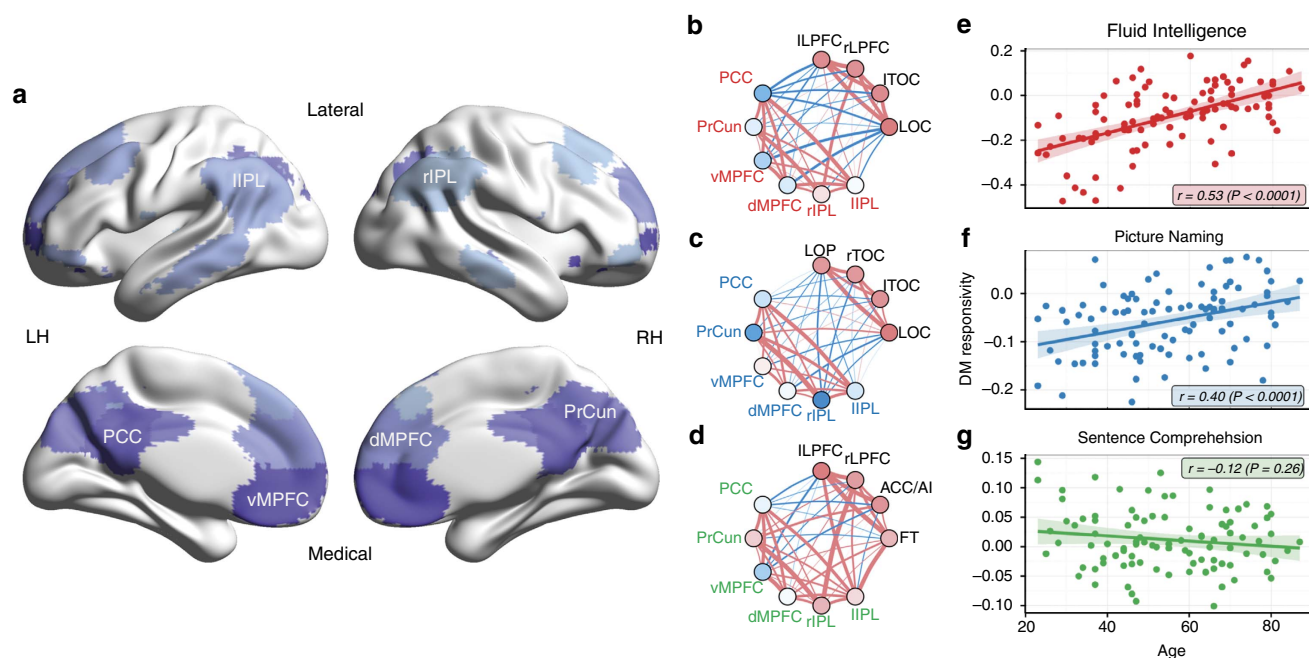 a
Lateral
lIPL
rIPL
LH
RH
PCC
vMPFC
dMPFC
PrCun
Medical
b
lLPFC
rLPFC
lTOC
LOC
lIPL
rIPL
dMPFC
vMPFC
PrCun
PCC
c
LOP
rTOC
lTOC
LOC
lIPL
rIPL
dMPFC
vMPFC
PrCun
PCC
d
lLPFC
rLPFC
ACC/AI
FT
lIPL
rIPL
dMPFC
vMPFC
PrCun
PCC
e
Fluid Intelligence
0.2
0.0
−0.2
−0.4
r = 0.53 (P < 0.0001)
f
Picture Naming
DM responsivity
0.0
−0.1
−0.2
r = 0.40 (P < 0.0001)
g
Sentence Comprehehsion
r = −0.12 (P = 0.26)
0.15
0.10
0.05
0.00
−0.05
−0.10
20 40 60 80
Age